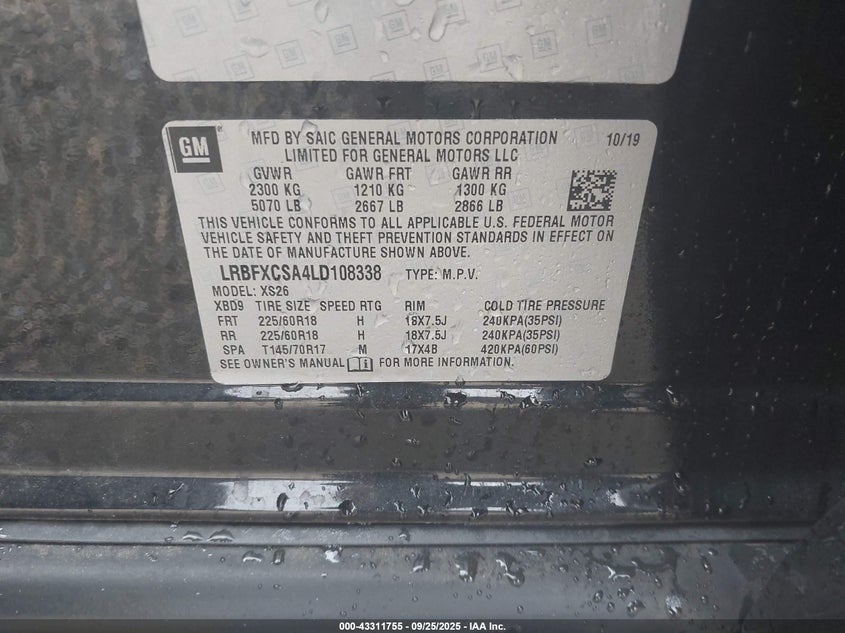 GM
MFD BY SAIC GENERAL MOTORS CORPORATION 10/19
LIMITED FOR GENERAL MOTORS LLC
GVWR GAWR FRT GAWR RR
2300 KG 1210 KG 1300 KG
5070 LB 2667 LB 2866 LB
THIS VEHICLE CONFORMS TO ALL APPLICABLE U.S. FEDERAL MOTOR
VEHICLE SAFETY AND THEFT PREVENTION STANDARDS IN EFFECT ON
THE DATE OF MANUFACTURE SHOWN ABOVE.
LRBFXCSA4LD108338 TYPE: M.P.V.
MODEL: XS26
XBD9 TIRE SIZE SPEED RTG RIM COLD TIRE PRESSURE
FRT 225/60R18 H 18X7.5J 240KPA(35PSI)
RR 225/60R18 H 18X7.5J 240KPA(35PSI)
SPA T145/70R17 M 17X4B 420KPA(60PSI)
SEE OWNER'S MANUAL FOR MORE INFORMATION.
000-43311755 - 09/25/2025 - IAA Inc.